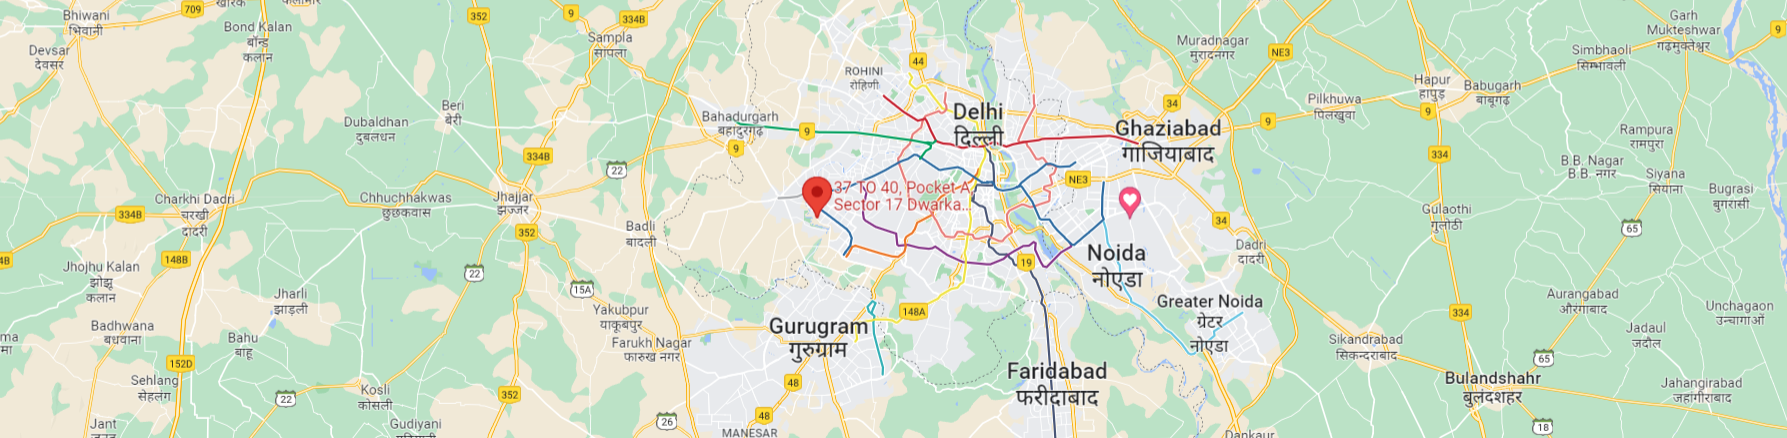 709
खारक
कलानौर
Bhiwani
भिवानी
352
9
334B
Garh
Mukteshwar
गढ़मुक्तेश्वर
9
Bond Kalan
बॉन्ड
कलान
Sampla
सांपला
Devsar
देवसर
Muradnagar
मुरादनगर
NE3
Simbhaoli
सिम्भावली
44
ROHINI
रोहिणी
Hapur
हापुड़
Babugarh
बाबूगढ़
Beri
बेरी
Pilkhuwa
पिलखुवा
34
Delhi
दिल्ली
Bahadurgarh
बहादुरगढ़
9
9
Dubaldhan
दुबलधन
Ghaziabad
गाजियाबाद
9
9
Rampura
रामपुरा
334B
334
22
B.B. Nagar
B.B. नगर
Siyana
सियाना
NE3
37 TO 40, Pocket A,
Sector 17 Dwarka...
Bugrasi
बुगरासी
Charkhi Dadri
चरखी
दादरी
Chhuchhakvas
छुछकवास
Jhajjar
झज्जर
334B
352
Gulaothi
गुलोठी
34
65
Badli
बादली
Dadri
दादरी
Noida
नोएडा
4B
148B
19
Jhojhu Kalan
झोझू
कलान
22
15A
Jharli
झाड़ली
Greater Noida
ग्रेटर
नोएडा
Aurangabad
औरंगाबाद
Unchagaon
उन्चागाओं
Yakubpur
याकूबपुर
148A
334
Badhwana
बधवाना
Gurugram
गुरुग्राम
Jadaul
जदौल
ma
मा
Bahu
बाहू
Farukh Nagar
फारुख नगर
Sikandrabad
सिकन्दराबाद
152D
65
Faridabad
फरीदाबाद
Sehlang
सेहलंग
Kosli
कोसली
352
48
Bulandshahr
बुलंदशहर
Jahangirabad
जहांगीराबाद
22
48
26
18
Jant
Gudiyani
MANESAR
Dankaur